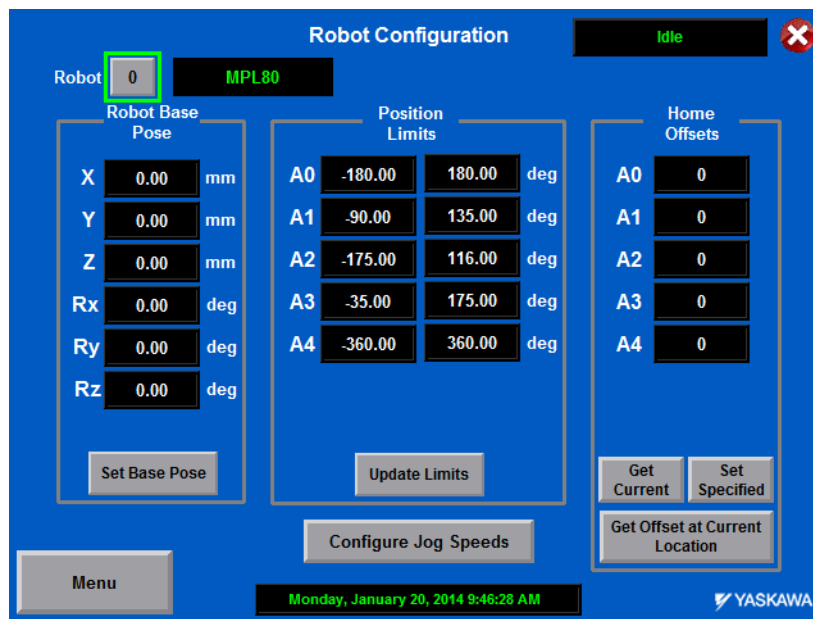 Robot Configuration
Idle
Robot 0 MPL80
Robot Base
Pose
X 0.00 mm
Y 0.00 mm
Z 0.00 mm
Rx 0.00 deg
Ry 0.00 deg
Rz 0.00 deg
Set Base Pose
Position
Limits
A0 -180.00 180.00 deg
A1 -90.00 135.00 deg
A2 -175.00 116.00 deg
A3 -35.00 175.00 deg
A4 -360.00 360.00 deg
Update Limits
Home
Offsets
A0 0
A1 0
A2 0
A3 0
A4 0
Get
Current
Set
Specified
Get Offset at Current
Location
Configure Jog Speeds
Menu
Monday, January 20, 2014 9:46:28 AM
YASKAWA